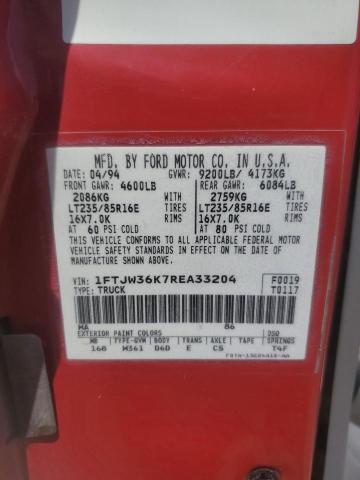 MFD. BY FORD MOTOR CO. IN U.S.A.
DATE: 04/94 GVWR: 9200LB/ 4173KG
FRONT GAWR: 4600LB REAR GAWR: 6084LB
2086KG WITH 2759KG WITH
LT235/85R16E TIRES LT235/85R16E TIRES
16X7.0K RIMS 16X7.0K RIMS
AT 60 PSI COLD AT 80 PSI COLD
THIS VEHICLE CONFORMS TO ALL APPLICABLE FEDERAL MOTOR
VEHICLE SAFETY STANDARDS IN EFFECT ON THE DATE OF
MANUFACTURE SHOWN ABOVE.
VIN: 1FTJW36K7REA33204 F0019
TYPE: TRUCK T0117
WA 86
EXTERIOR PAINT COLORS DSO
WB TYPE-GVW BODY TRANS AXLE TAPE SPRINGS
168 W361 D6D E C5 T4F